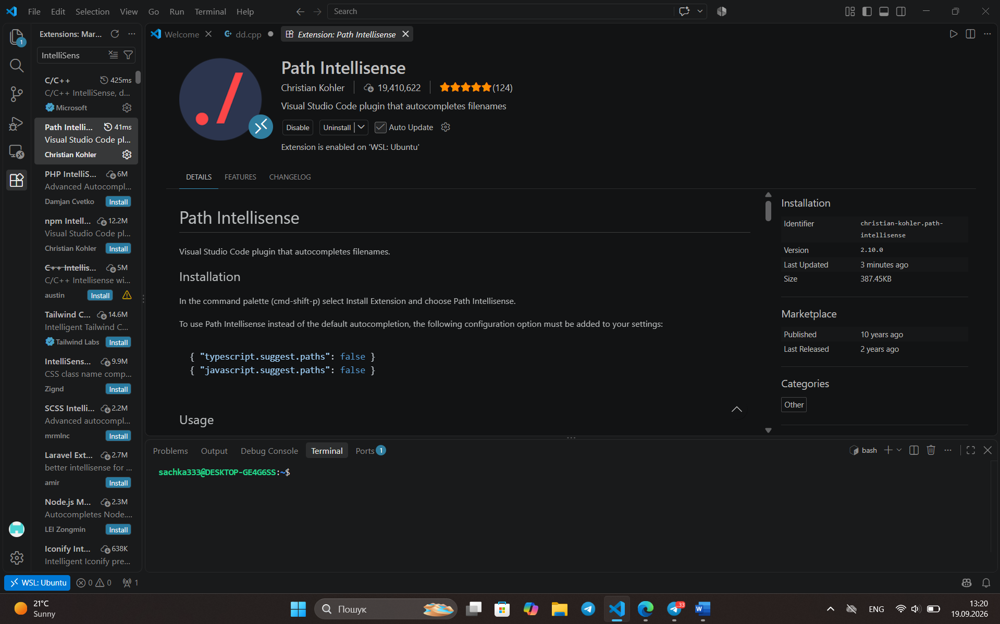 File Edit Selection View Go Run Terminal Help
Search
Extensions: Mar...
IntelliSens
C/C++ 425ms
C/C++ IntelliSense, d...
Microsoft
Path Intelli... 41ms
Visual Studio Code pl...
Christian Kohler
PHP IntelliS... 6M
Advanced Autocompl...
Damjan Cvetko Install
npm Intell... 12.2M
Visual Studio Code pl...
Christian Kohler Install
C++ Intellis... 5M
C/C++ Intellisense wi...
austin Install
Tailwind C... 14.6M
Intelligent Tailwind C...
Tailwind Labs Install
IntelliSens... 9.9M
CSS class name comp...
Zignd Install
SCSS Intelli... 2.2M
Advanced autocompl...
mrmlnc Install
Laravel Ext... 2.7M
better intellisense for ...
amir Install
Node.js M... 2.3M
Autocompletes Node....
LEI Zongmin Install
Iconify Int... 638K
Intelligent Iconify pre...
1
Welcome dd.cpp Extension: Path Intellisense
Path Intellisense
Christian Kohler 19,410,622 (124)
Visual Studio Code plugin that autocompletes filenames
Disable Uninstall Auto Update
Extension is enabled on 'WSL: Ubuntu'
DETAILS FEATURES CHANGELOG
Path Intellisense
Visual Studio Code plugin that autocompletes filenames.
Installation
In the command palette (cmd-shift-p) select Install Extension and choose Path Intellisense.
To use Path Intellisense instead of the default autocompletion, the following configuration option must be added to your settings:
{ "typescript.suggest.paths": false }
{ "javascript.suggest.paths": false }
Usage
Installation
Identifier christian-kohler.path-
intellisense
Version 2.10.0
Last Updated 3 minutes ago
Size 387.45KB
Marketplace
Published 10 years ago
Last Released 2 years ago
Categories
Other
Problems Output Debug Console Terminal Ports 1
bash
sachka333@DESKTOP-GE4G6SS:~$
WSL: Ubuntu 0 0 1
21°C
Sunny
Пошук
33
ENG
13:20
19.09.2026